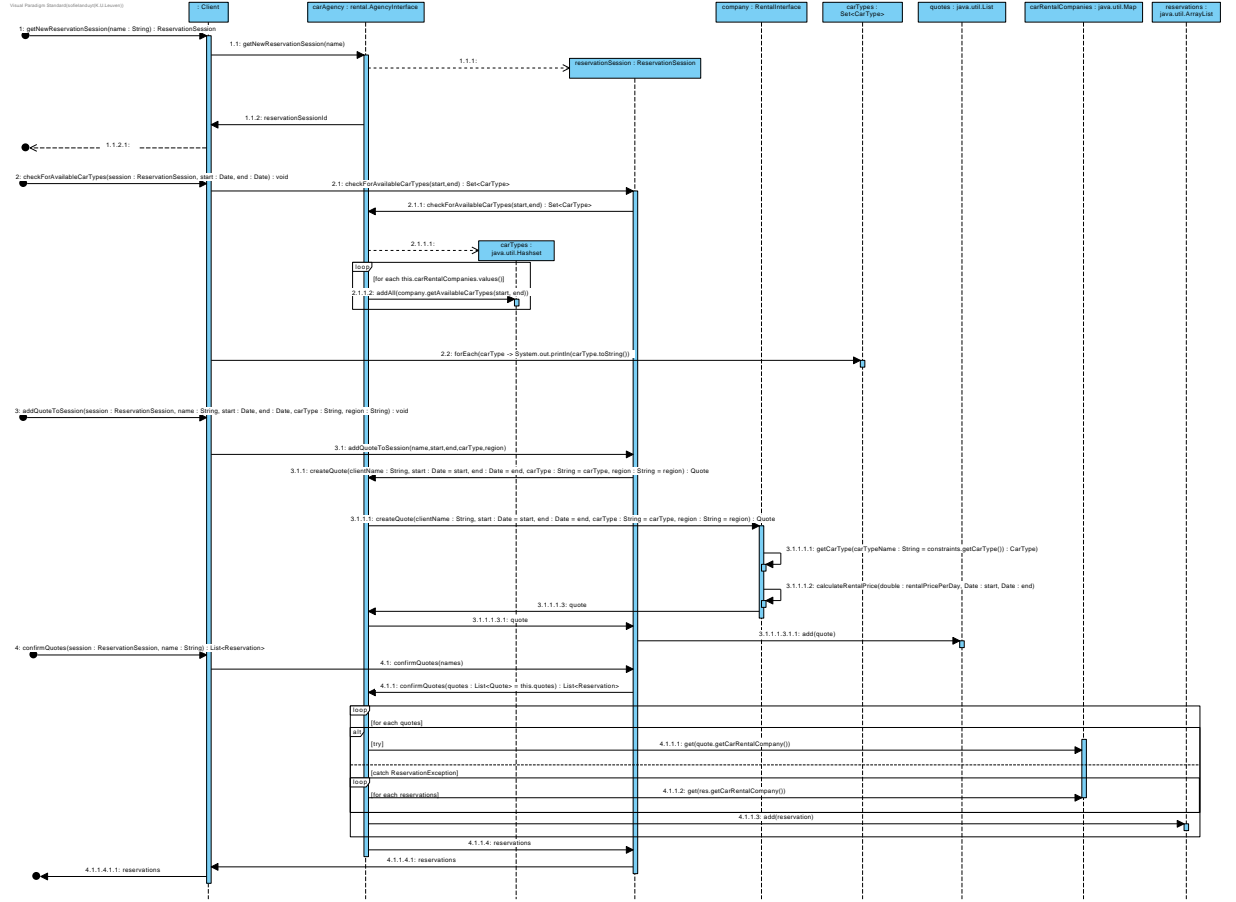 Visual Paradigm Standard(stefanducp(K.U.Leuven))
: Client
carAgency : rental.AgencyInterface
company : RentalInterface
carTypes :
Set<CarType>
quotes : java.util.List
carRentalCompanies : java.util.Map
reservations :
java.util.ArrayList
1: getNewReservationSession(name : String) : ReservationSession
1.1: getNewReservationSession(name)
1.1.1:
reservationSession : ReservationSession
1.1.2: reservationSessionId
1.1.2.1:
2: checkForAvailableCarTypes(session : ReservationSession, start : Date, end : Date) : void
2.1: checkForAvailableCarTypes(start,end) : Set<CarType>
2.1.1: checkForAvailableCarTypes(start,end) : Set<CarType>
2.1.1.1:
carTypes :
java.util.Hashset
loop
[for each this.carRentalCompanies.values()]
2.1.1.2: addAll(company.getAvailableCarTypes(start, end))
2.2: forEach(carType -> System.out.println(carType.toString())
3: addQuoteToSession(session : ReservationSession, name : String, start : Date, end : Date, carType : String, region : String) : void
3.1: addQuoteToSession(name,start,end,carType,region)
3.1.1: createQuote(clientName : String, start : Date = start, end : Date = end, carType : String = carType, region : String = region) : Quote
3.1.1.1: createQuote(clientName : String, start : Date = start, end : Date = end, carType : String = carType, region : String = region) : Quote
3.1.1.1.1: getCarType(carTypeName : String = constraints.getCarType()) : CarType)
3.1.1.1.2: calculateRentalPrice(double : rentalPricePerDay, Date : start, Date : end)
3.1.1.1.3: quote
3.1.1.1.3.1: quote
3.1.1.1.3.1.1: add(quote)
4: confirmQuotes(session : ReservationSession, name : String) : List<Reservation>
4.1: confirmQuotes(names)
4.1.1: confirmQuotes(quotes : List<Quote> = this.quotes) : List<Reservation>
loop
[for each quotes]
alt
[try]
4.1.1.1: get(quote.getCarRentalCompany())
[catch ReservationException]
loop
[for each reservations]
4.1.1.2: get(res.getCarRentalCompany())
4.1.1.3: add(reservation)
4.1.1.4: reservations
4.1.1.4.1: reservations
4.1.1.4.1.1: reservations